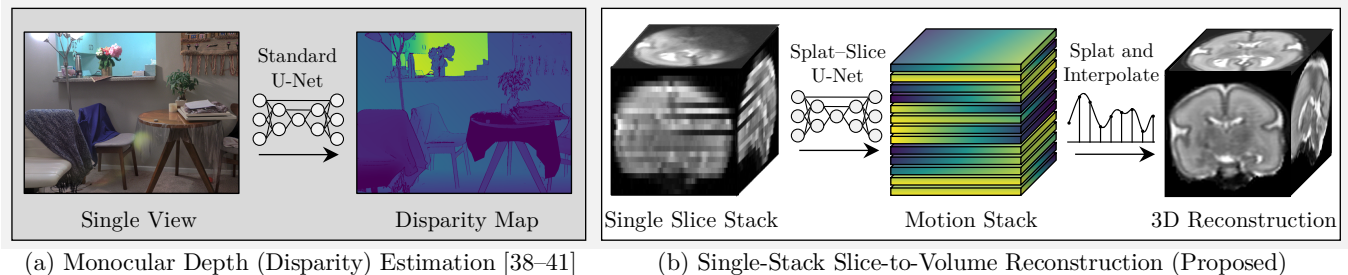 Standard
U-Net
Single View
Disparity Map
(a) Monocular Depth (Disparity) Estimation [38–41]
Splat–Slice
U-Net
Splat and
Interpolate
Single Slice Stack
Motion Stack
3D Reconstruction
(b) Single-Stack Slice-to-Volume Reconstruction (Proposed)